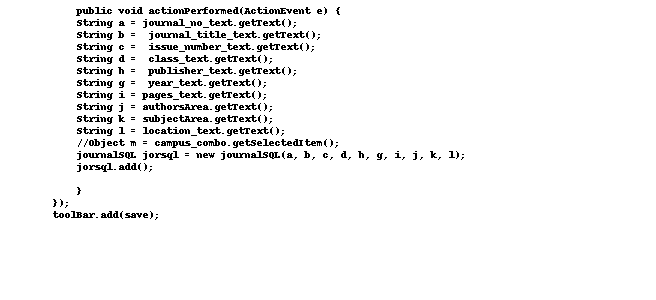 public void actionPerformed(ActionEvent e) {
String a = journal_no_text.getText();
String b =  journal_title_text.getText();
String c =  issue_number_text.getText();
String d =  class_text.getText();
String h =  publisher_text.getText();
String g =  year_text.getText();
String i = pages_text.getText();
String j = authorsArea.getText();
String k = subjectArea.getText();
String l = location_text.getText();
//Object m = campus_combo.getSelectedItem();
journalSQL jorsql = new journalSQL(a, b, c, d, h, g, i, j, k, l);
jorsql.add();
}
});
toolBar.add(save);